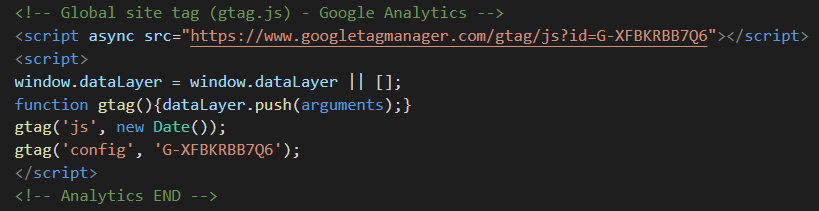 <!-- Global site tag (gtag.js) - Google Analytics -->
<script async src="https://www.googletagmanager.com/gtag/js?id=G-XFBKRBB7Q6"></script>
<script>
window.dataLayer = window.dataLayer || [];
function gtag(){dataLayer.push(arguments);}
gtag('js', new Date());
gtag('config', 'G-XFBKRBB7Q6');
</script>
<!-- Analytics END -->